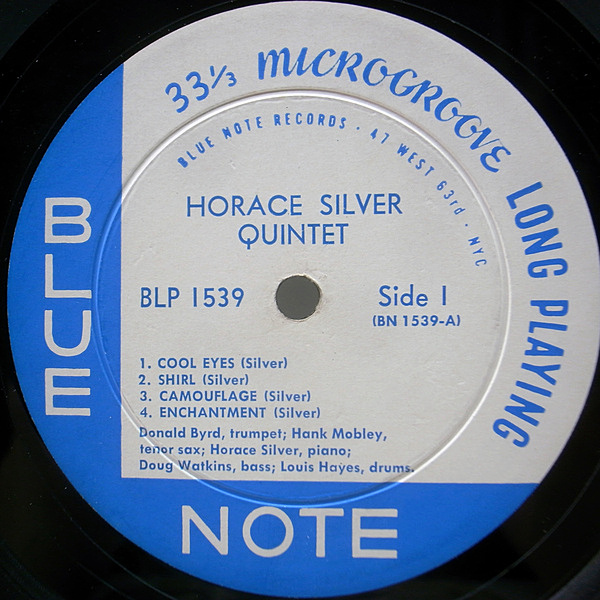 33⅓ MICROGROOVE LONG PLAYING
BLUE NOTE RECORDS · 47 WEST 63rd · NYC
HORACE SILVER
QUINTET
BLP 1539
Side 1
(BN 1539-A)
1. COOL EYES (Silver)
2. SHIRL (Silver)
3. CAMOUFLAGE (Silver)
4. ENCHANTMENT (Silver)
Donald Byrd, trumpet; Hank Mobley,
tenor sax; Horace Silver, piano;
Doug Watkins, bass; Louis Hayes, drums.
BLUE
NOTE